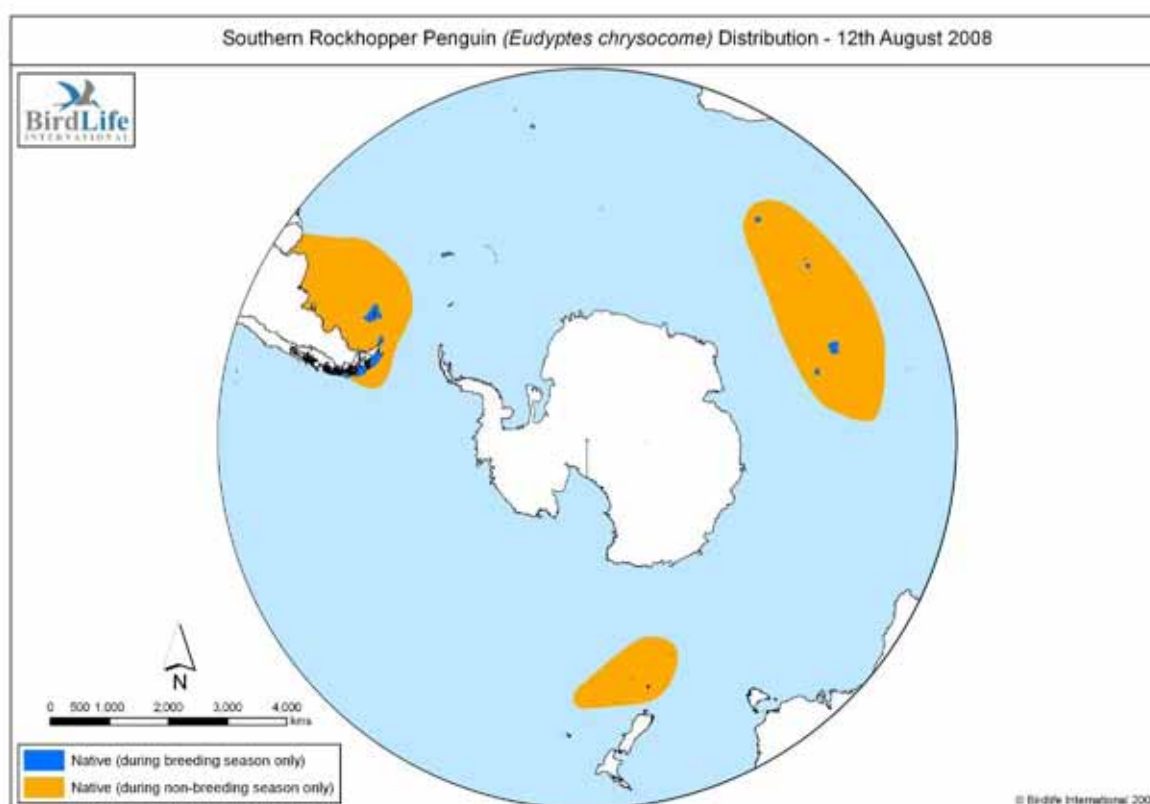 Southern Rockhopper Penguin (Eudyptes chrysocome) Distribution - 12th August 2008
BirdLife
INTERNATIONAL
N
0 500 1,000 2,000 3,000 4,000
kms
Native (during breeding season only)
Native (during non-breeding season only)
© Birdlife International 200